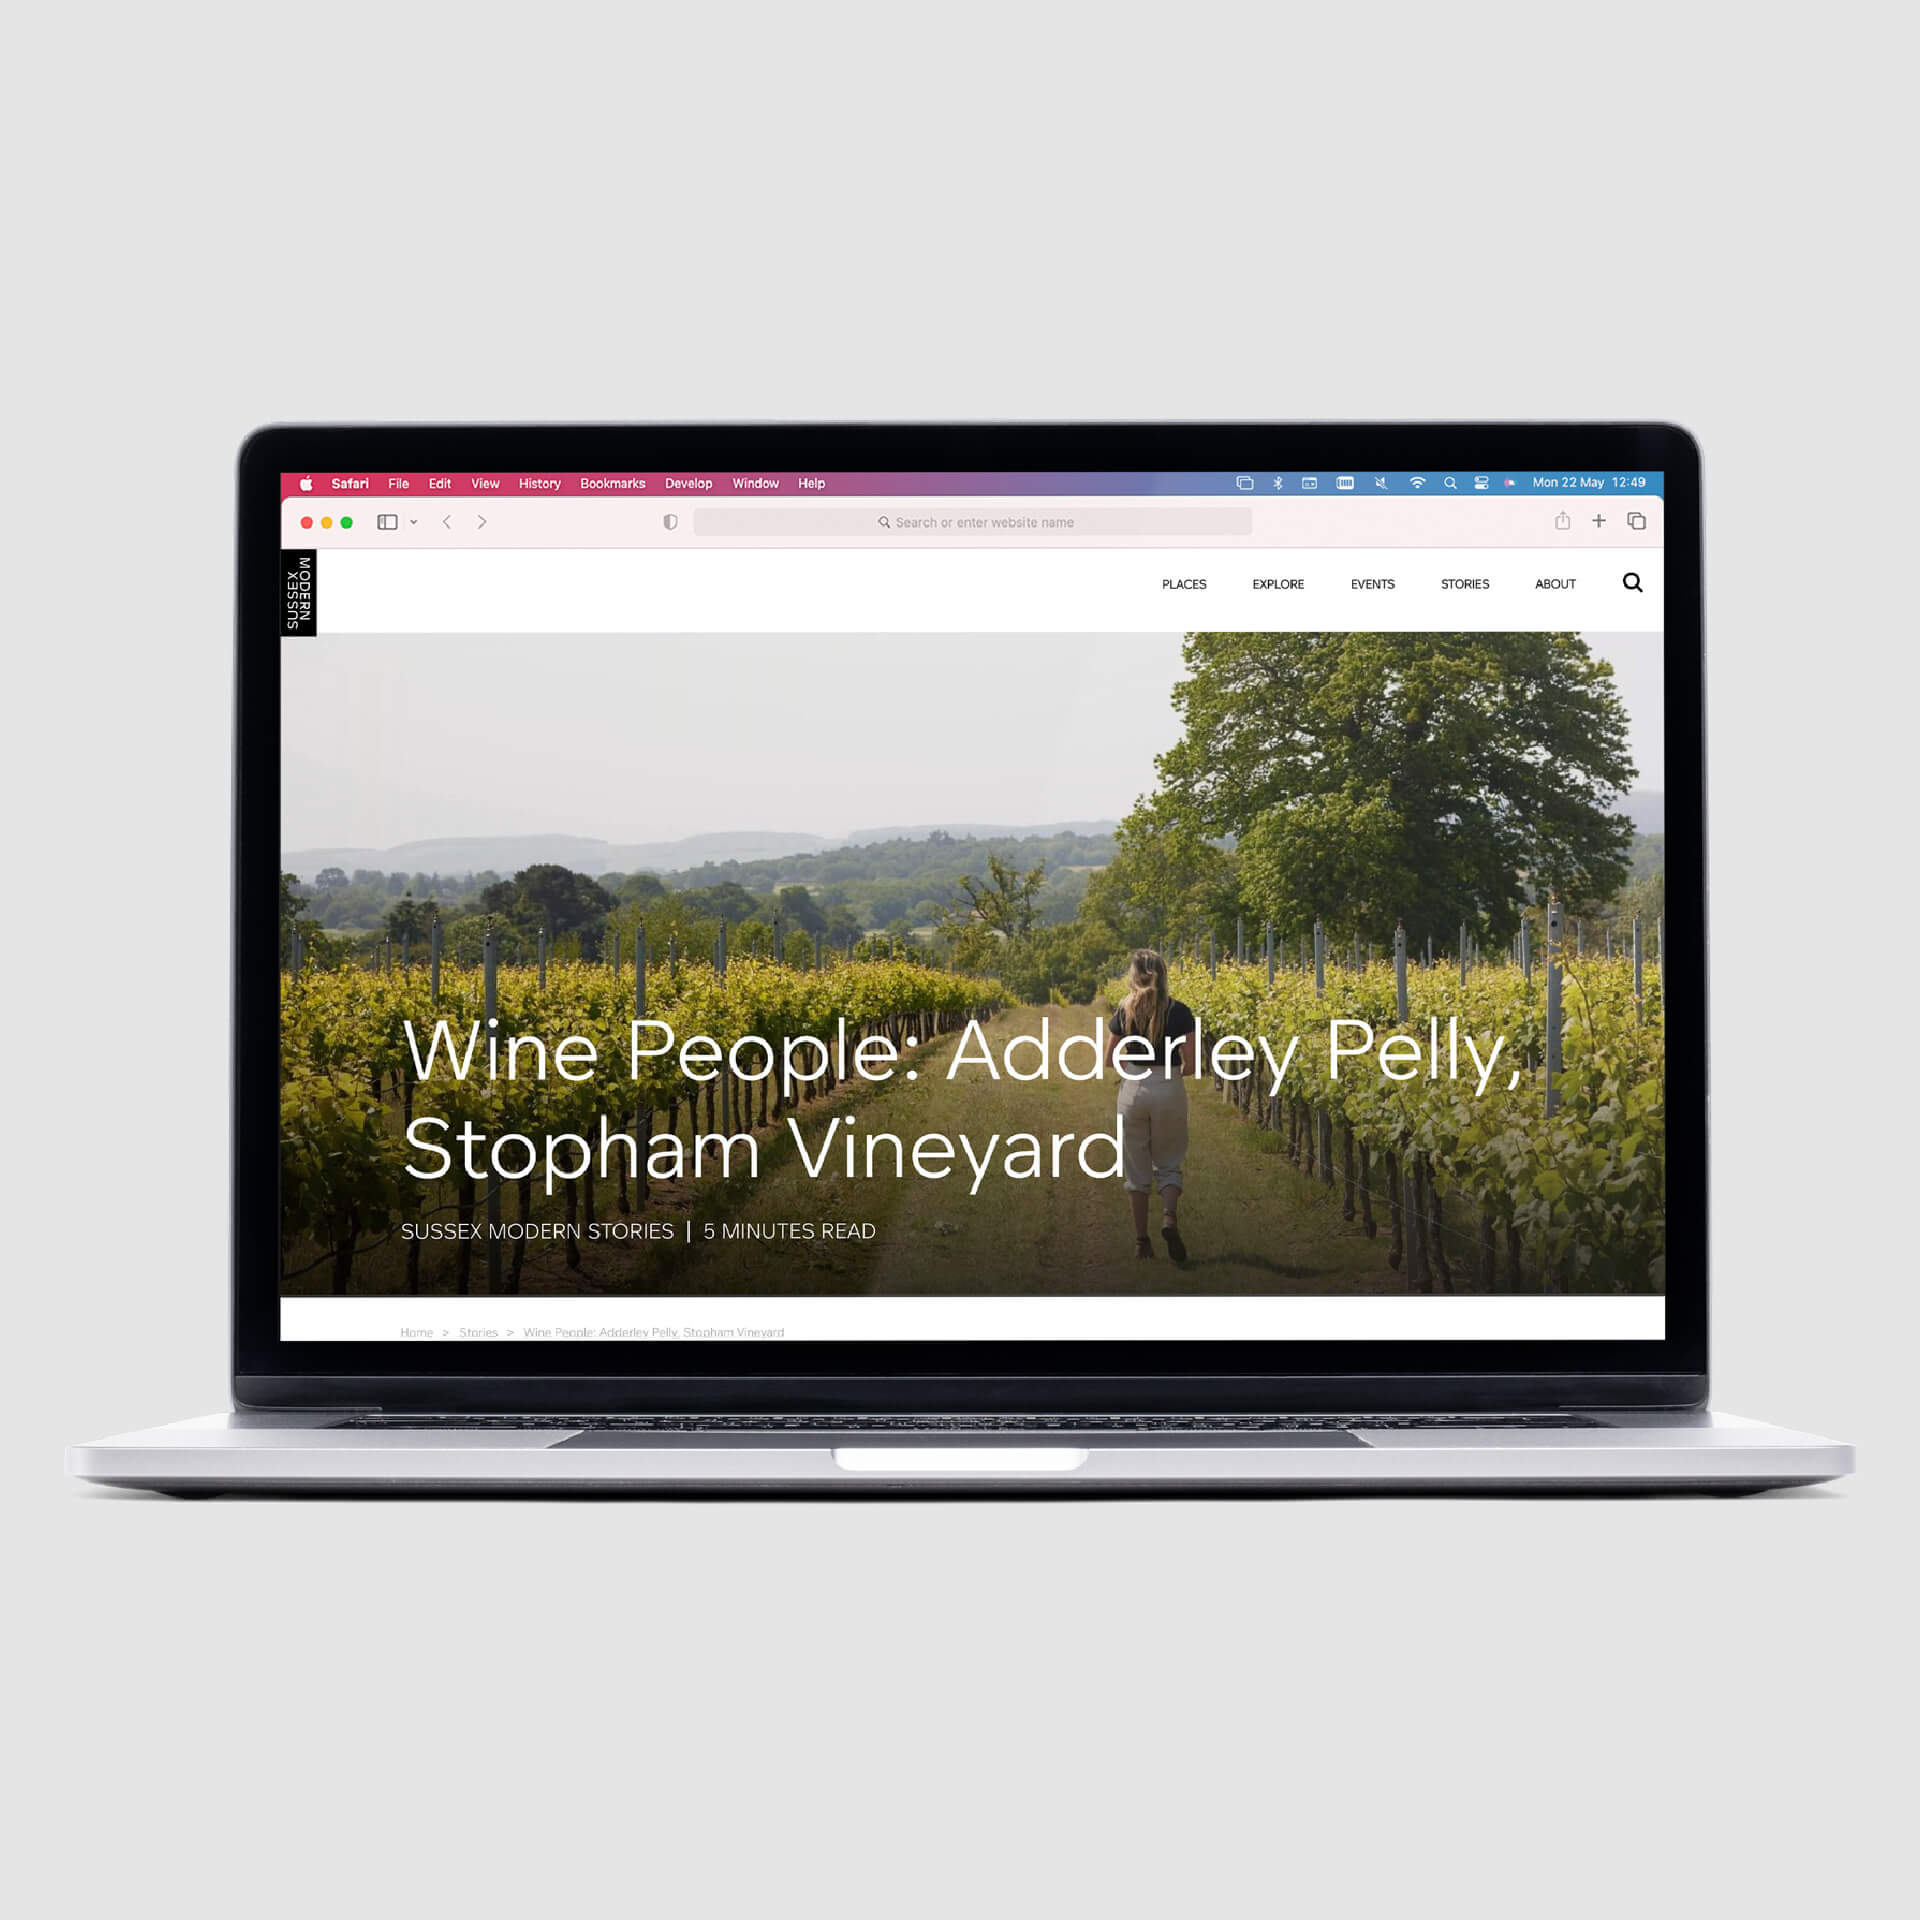 Safari File Edit View History Bookmarks Develop Window Help Mon 22 May 12:49
Search or enter website name
SUSSEX
MODERN
PLACES EXPLORE EVENTS STORIES ABOUT
Wine People: Adderley Pelly,
Stopham Vineyard
SUSSEX MODERN STORIES | 5 MINUTES READ
Home > Stories > Wine People: Adderley Pelly, Stopham Vineyard